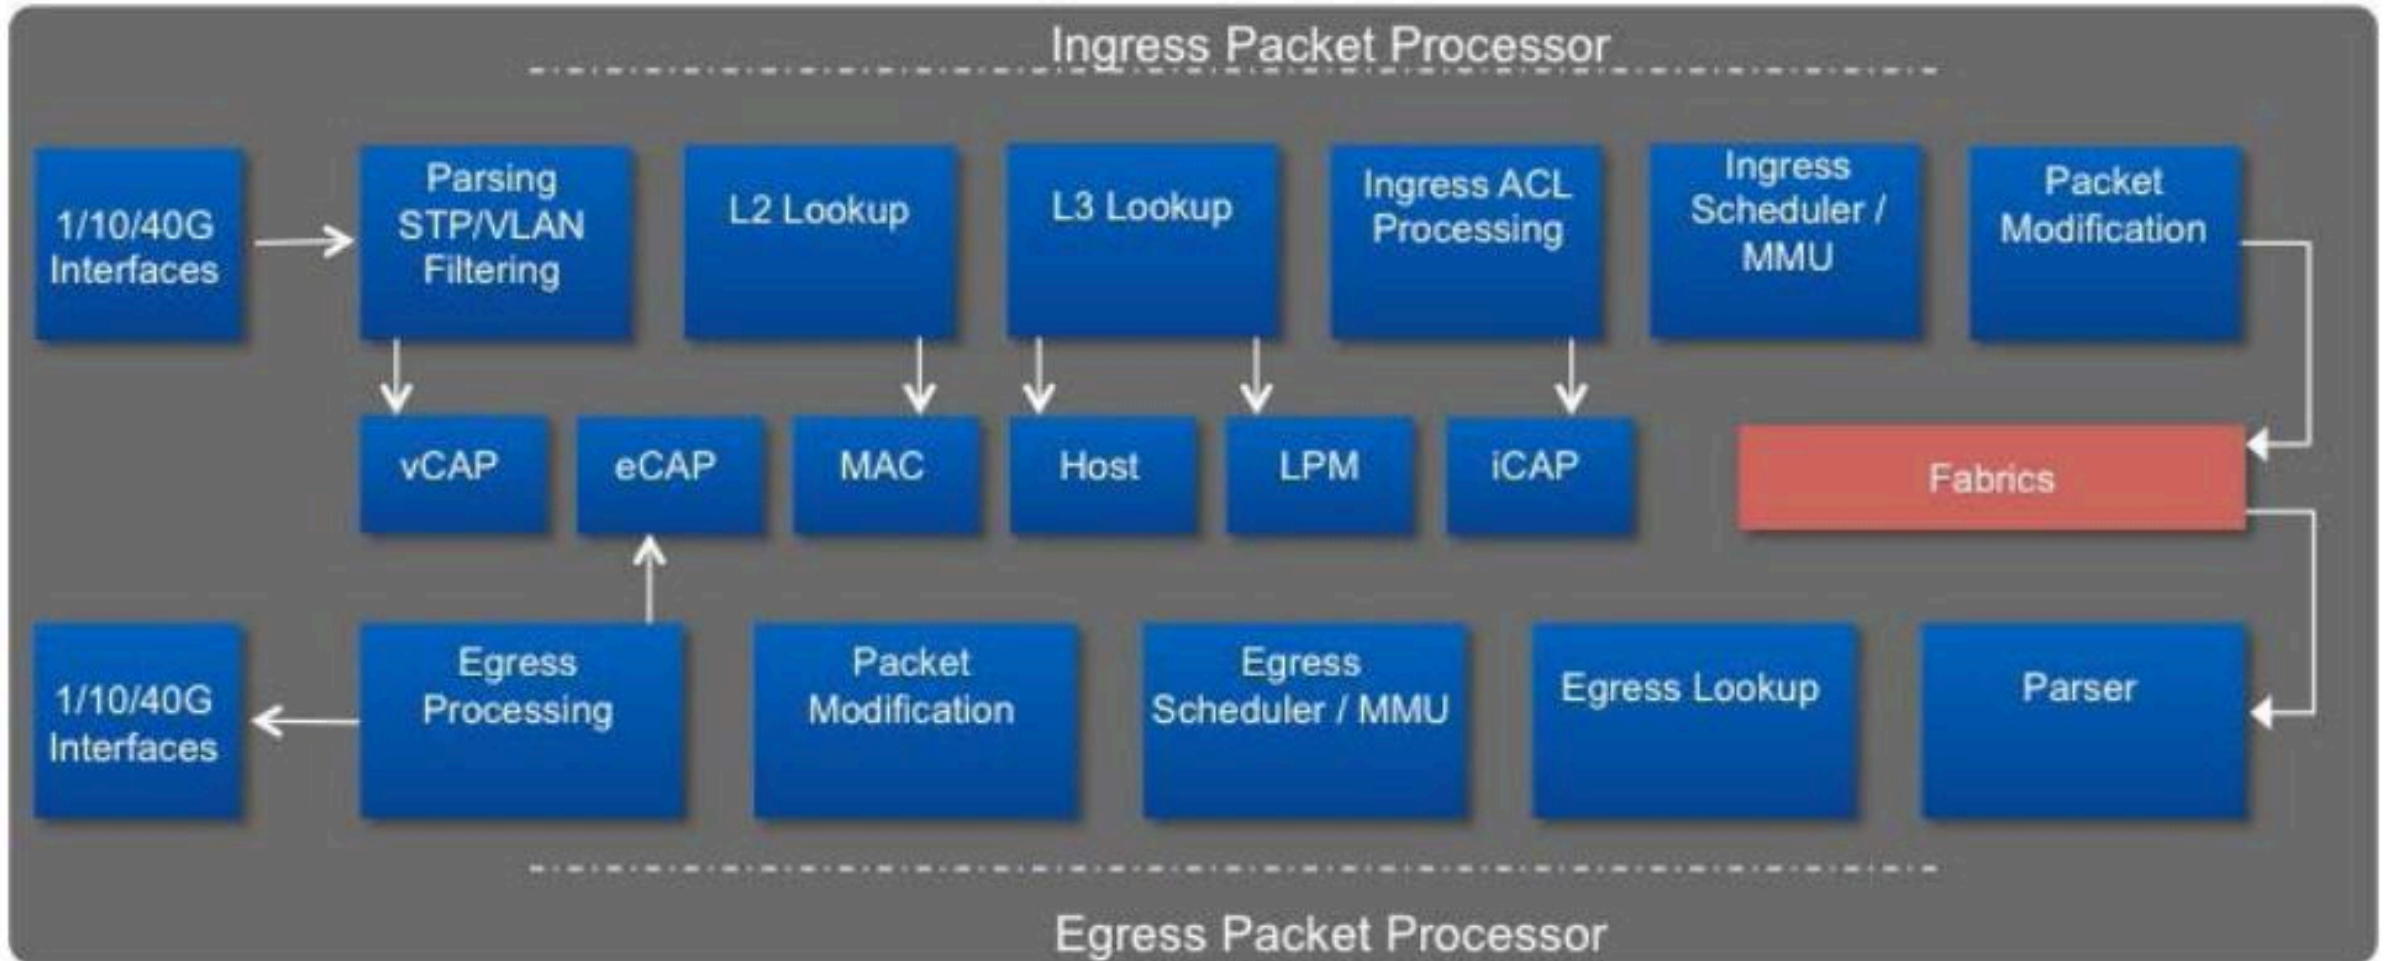 Ingress Packet Processor
1/10/40G
Interfaces
Parsing
STP/VLAN
Filtering
L2 Lookup
L3 Lookup
Ingress ACL
Processing
Ingress
Scheduler /
MMU
Packet
Modification
vCAP
eCAP
MAC
Host
LPM
iCAP
Fabrics
1/10/40G
Interfaces
Egress
Processing
Packet
Modification
Egress
Scheduler / MMU
Egress Lookup
Parser
Egress Packet Processor